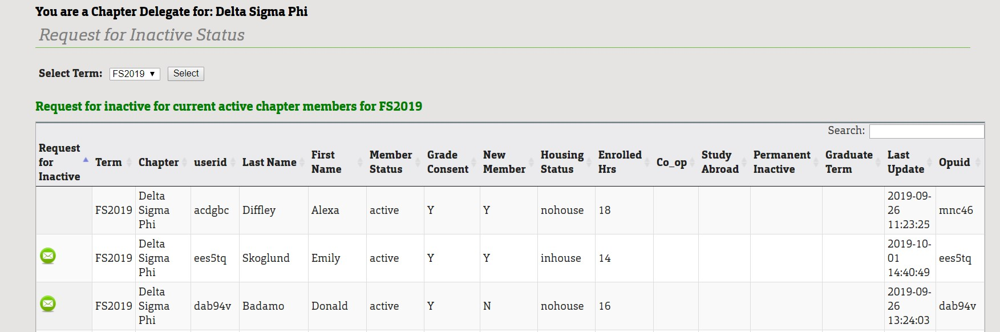 You are a Chapter Delegate for: Delta Sigma Phi
Request for Inactive Status
Select Term: FS2019 Select
Request for inactive for current active chapter members for FS2019
Search:
Request for Inactive Term Chapter userid Last Name First Name Member Status Grade Consent New Member Housing Status Enrolled Hrs Co_op Study Abroad Permanent Inactive Graduate Term Last Update Opuid
FS2019 Delta Sigma Phi acdgbc Diffley Alexa active Y Y nohouse 18 2019-09-26 11:23:25 mnc46
FS2019 Delta Sigma Phi ees5tq Skoglund Emily active Y Y inhouse 14 2019-10-01 14:40:49 ees5tq
FS2019 Delta Sigma Phi dab94v Badamo Donald active Y N nohouse 16 2019-09-26 13:24:03 dab94v